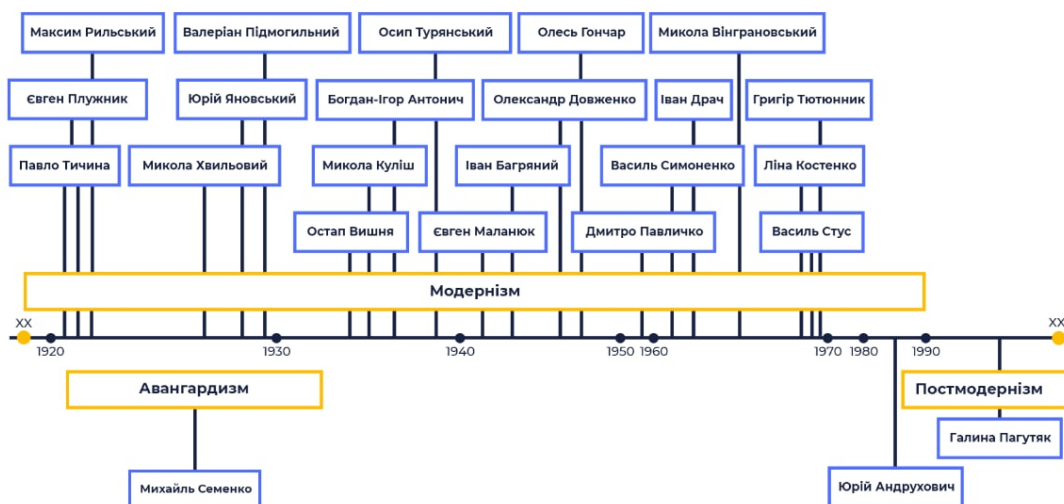 Максим Рильський
Валеріан Підмогильний
Осип Турянський
Олесь Гончар
Микола Вінграновський
Євген Плужник
Юрій Яновський
Богдан-Ігор Антонич
Олександр Довженко
Іван Драч
Григір Тютюнник
Павло Тичина
Микола Хвильовий
Микола Куліш
Іван Багряний
Василь Симоненко
Ліна Костенко
Остап Вишня
Євген Маланюк
Дмитро Павличко
Василь Стус
Модернізм
XX
XX
1920
1930
1940
1950
1960
1970
1980
1990
Авангардизм
Постмодернізм
Галина Пагутяк
Михайль Семенко
Юрій Андрухович